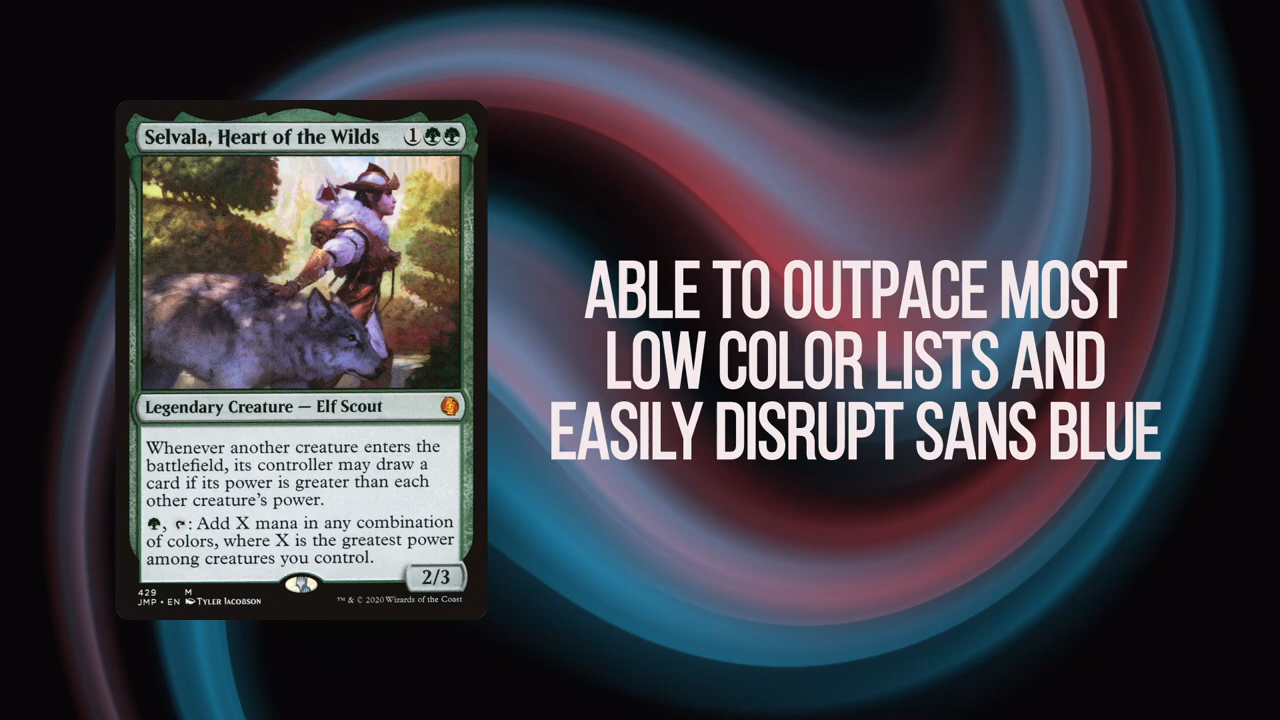 Selvala, Heart of the Wilds 1
Legendary Creature — Elf Scout
Whenever another creature enters the
battlefield, its controller may draw a
card if its power is greater than each
other creature's power.
, : Add X mana in any combination
of colors, where X is the greatest power
among creatures you control.
2/3
429 M
JMP • EN TYLER JACOBSON
™ & © 2020 Wizards of the Coast
ABLE TO OUTPACE MOST
LOW COLOR LISTS AND
EASILY DISRUPT SANS BLUE